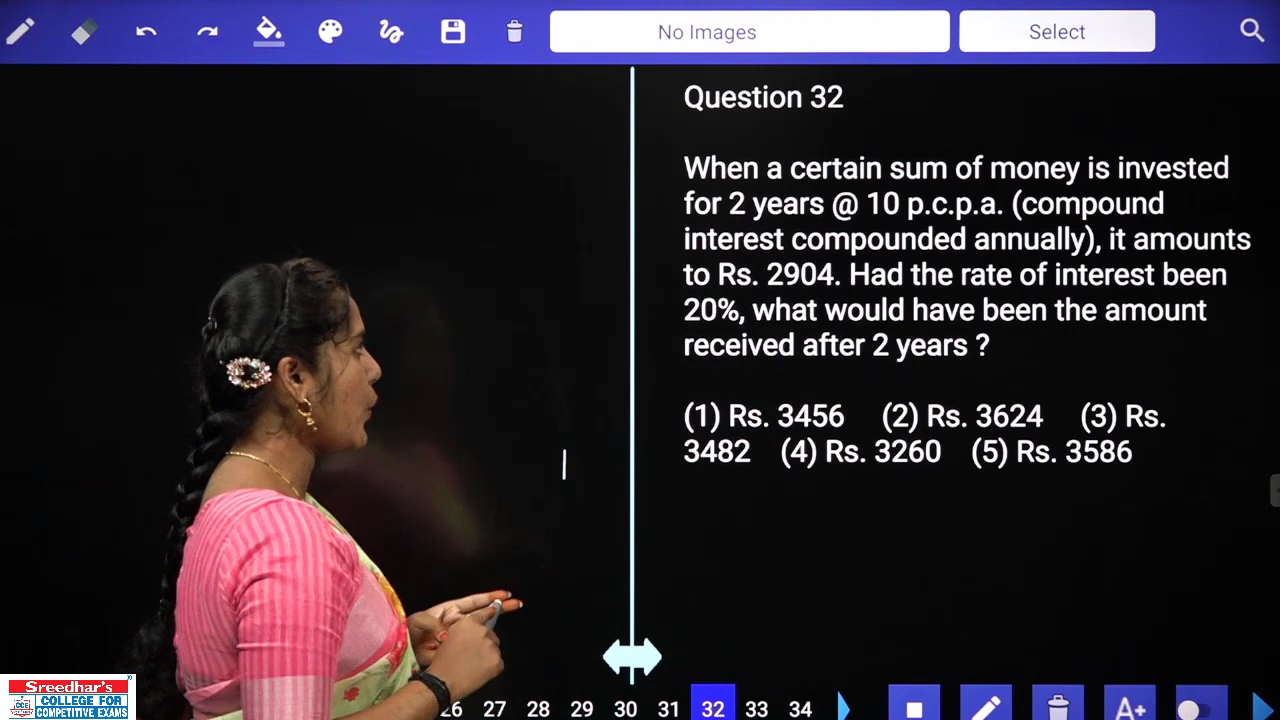 No Images
Select
Question 32
When a certain sum of money is invested
for 2 years @ 10 p.c.p.a. (compound
interest compounded annually), it amounts
to Rs. 2904. Had the rate of interest been
20%, what would have been the amount
received after 2 years ?
(1) Rs. 3456 (2) Rs. 3624 (3) Rs.
3482 (4) Rs. 3260 (5) Rs. 3586
Sreedhar's
CCE
COLLEGE FOR
COMPETITIVE EXAMS
26 27 28 29 30 31 32 33 34
A+